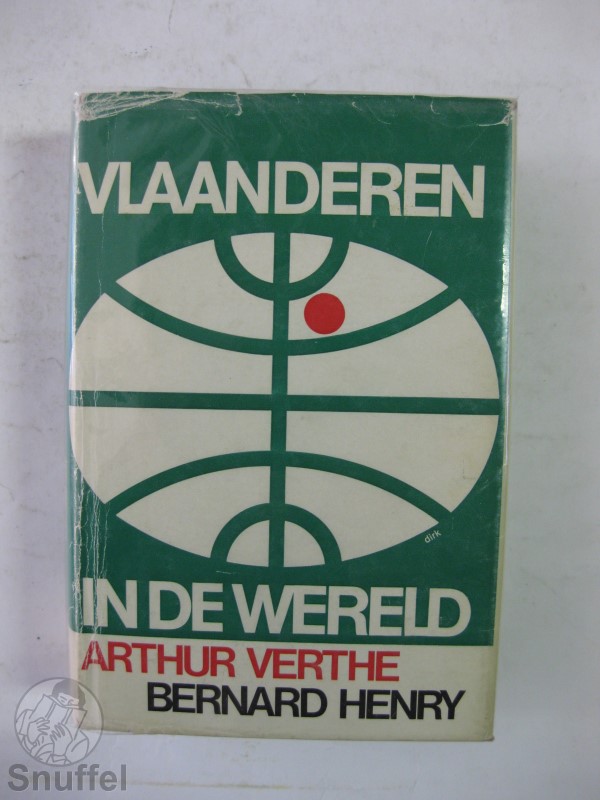 VLAANDEREN
dirk
IN DE WERELD
ARTHUR VERTHE
BERNARD HENRY
Snuffel